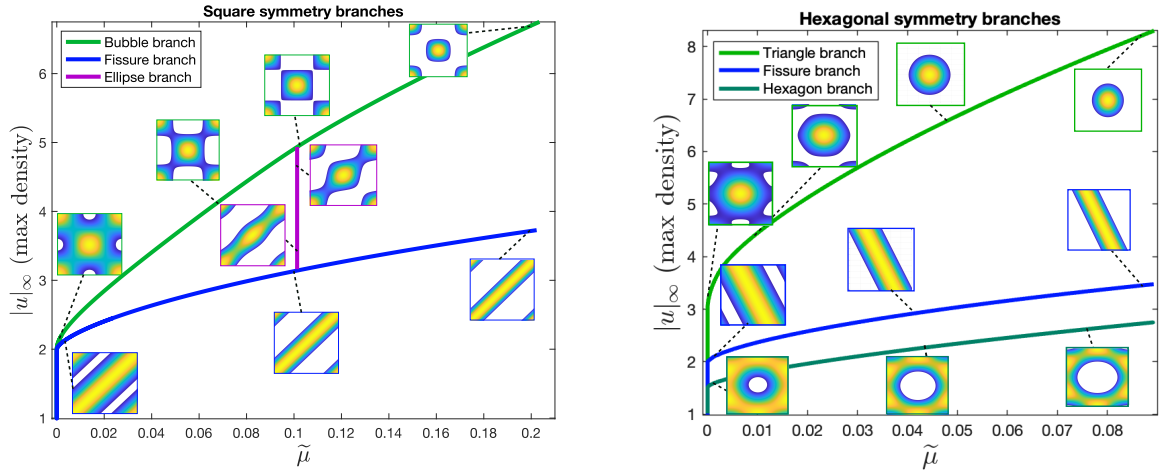 Square symmetry branches
Bubble branch
Fissure branch
Ellipse branch
|u|∞ (max density)
6
5
4
3
2
1
0
0.02
0.04
0.06
0.08
0.1
0.12
0.14
0.16
0.18
0.2
μ̃
Hexagonal symmetry branches
Triangle branch
Fissure branch
Hexagon branch
|u|∞ (max density)
8
7
6
5
4
3
2
1
0
0.01
0.02
0.03
0.04
0.05
0.06
0.07
0.08
μ̃